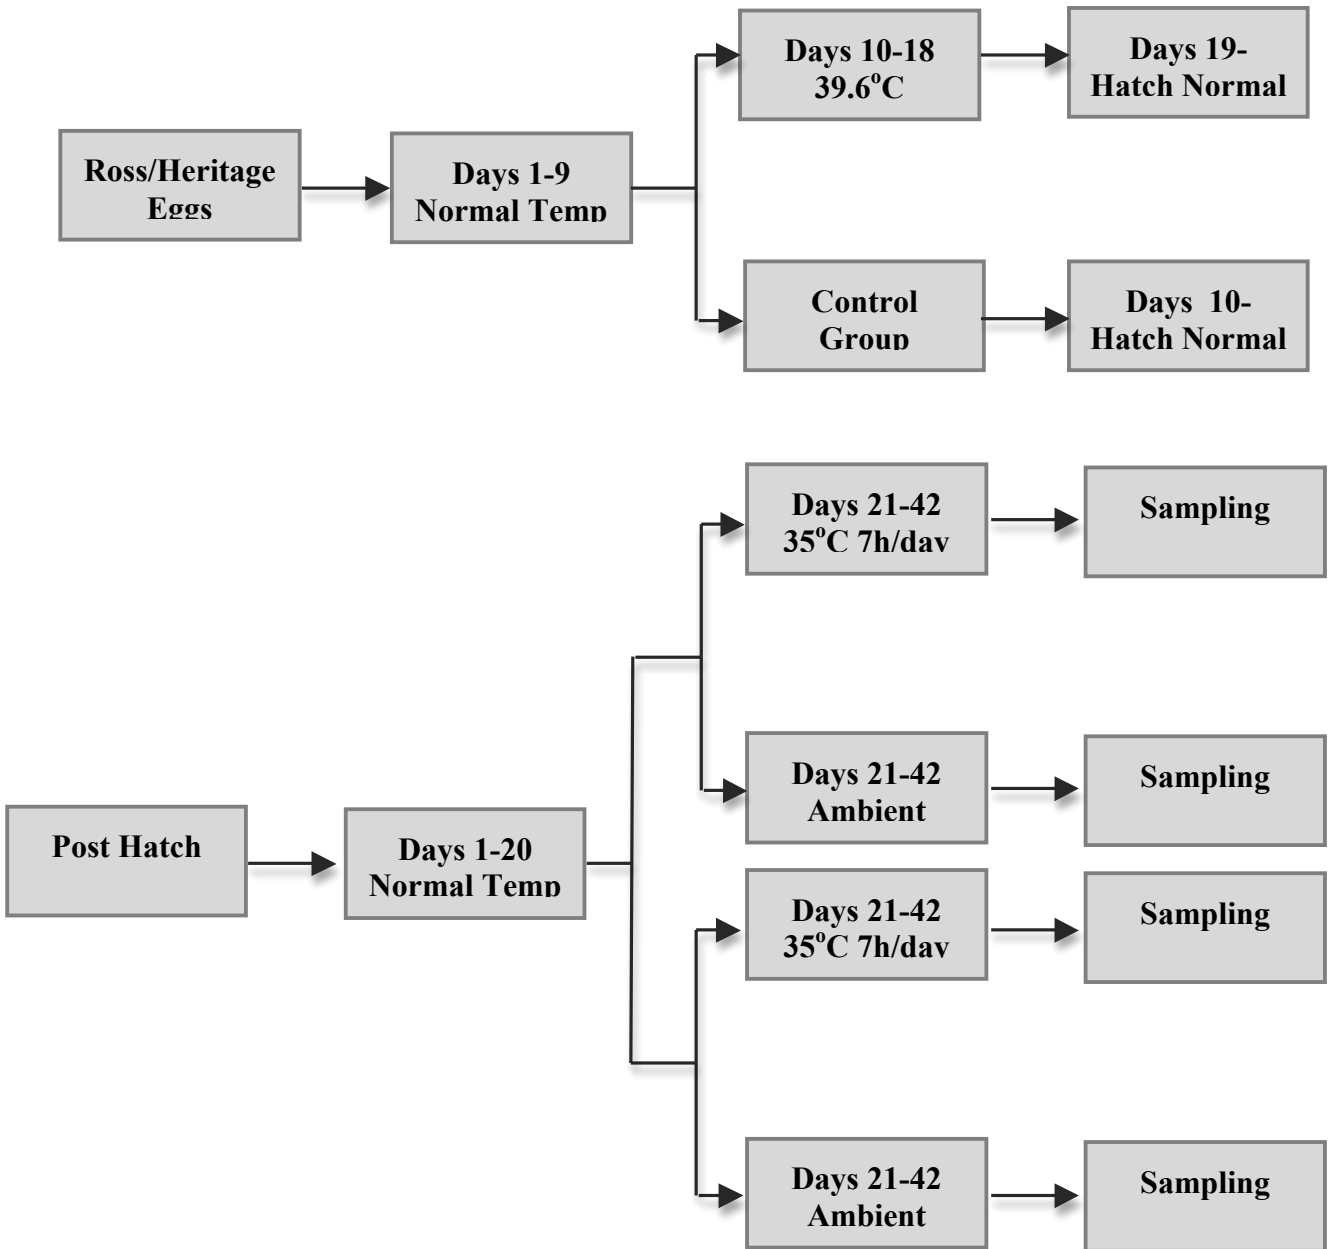 Days 10-18
39.6°C
Days 19-
Hatch Normal
Ross/Heritage
Eggs
Days 1-9
Normal Temp
Control
Group
Days 10-
Hatch Normal
Days 21-42
35°C 7h/day
Sampling
Days 21-42
Ambient
Sampling
Post Hatch
Days 1-20
Normal Temp
Days 21-42
35°C 7h/day
Sampling
Days 21-42
Ambient
Sampling